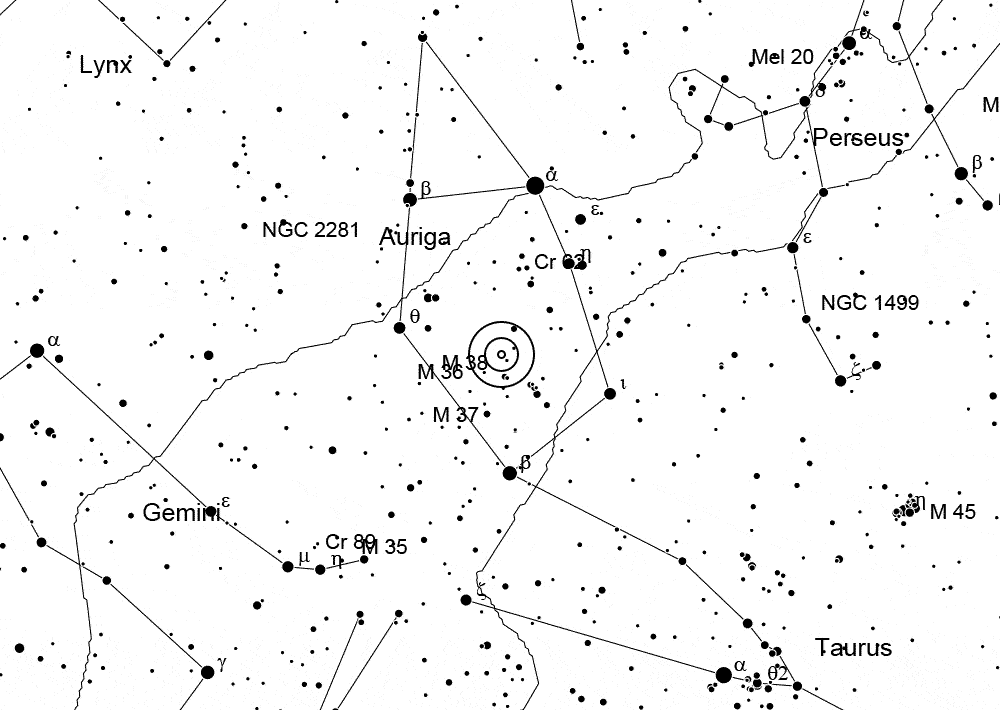 α
Mel 20
Lynx
δ
M
Perseus
β
α
β
ε
NGC 2281
Auriga
ε
Cr 62
η
NGC 1499
θ
α
M 38
M 36
ζ
ι
M 37
β
ε
Gemini
η
M 45
Cr 89
M 35
μ
η
ζ
Taurus
γ
α
θ2